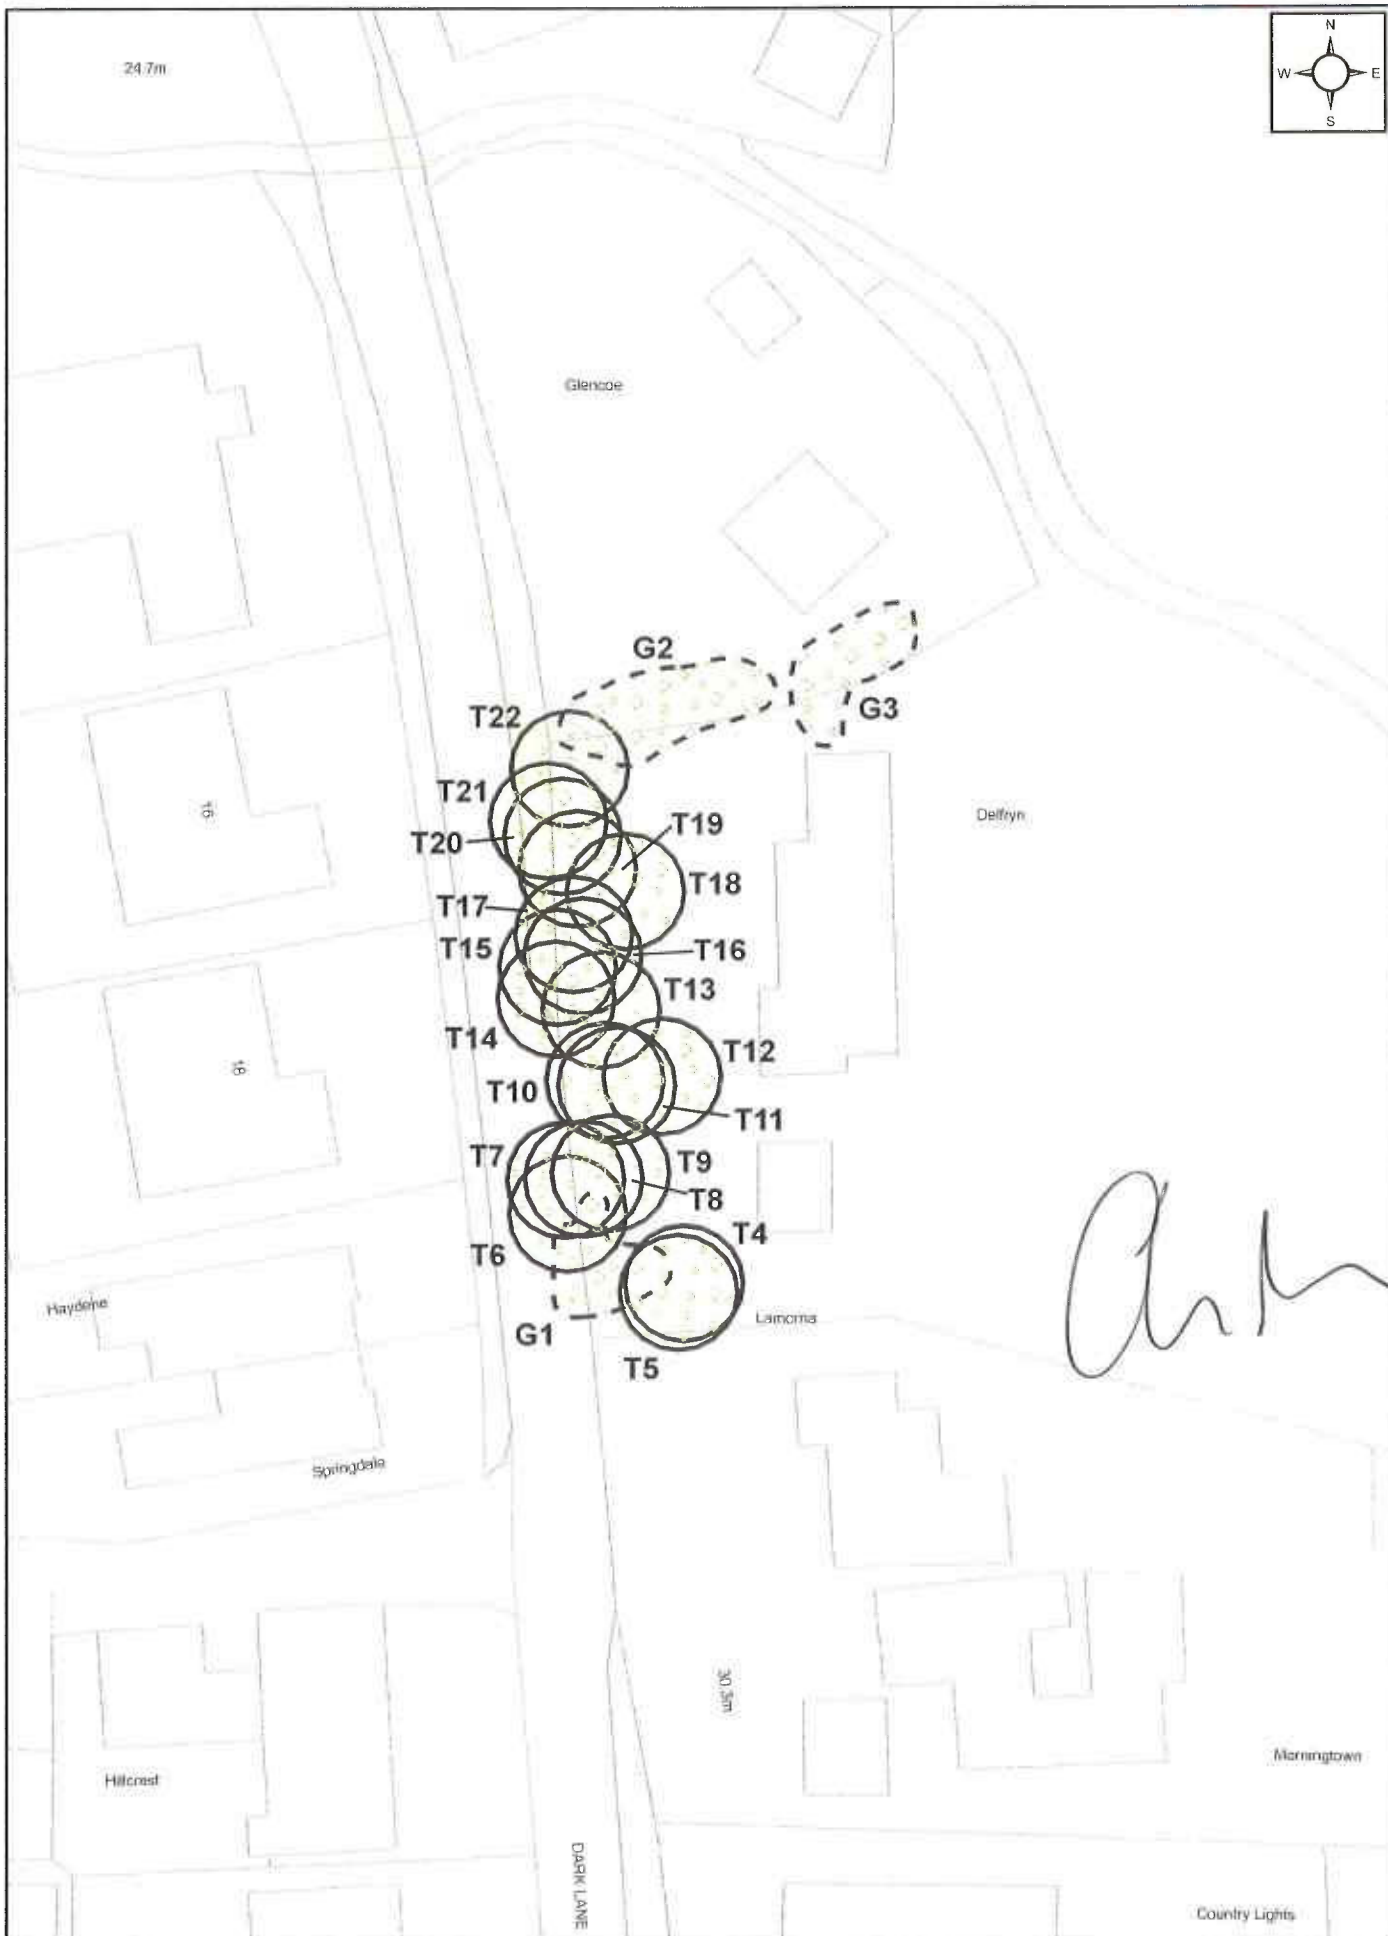 N
W E
S
24.7m
Glencoe
G2
G3
T22
T21
T20
T19
T18
Delfryn
16
T17
T15
T16
T13
T14
T12
T10
T11
18
T7
T9
T8
T6
T4
Haydene
G1
Lamorna
T5
Springdale
30.3m
Hillcrest
Morningtown
DARK LANE
Country Lights